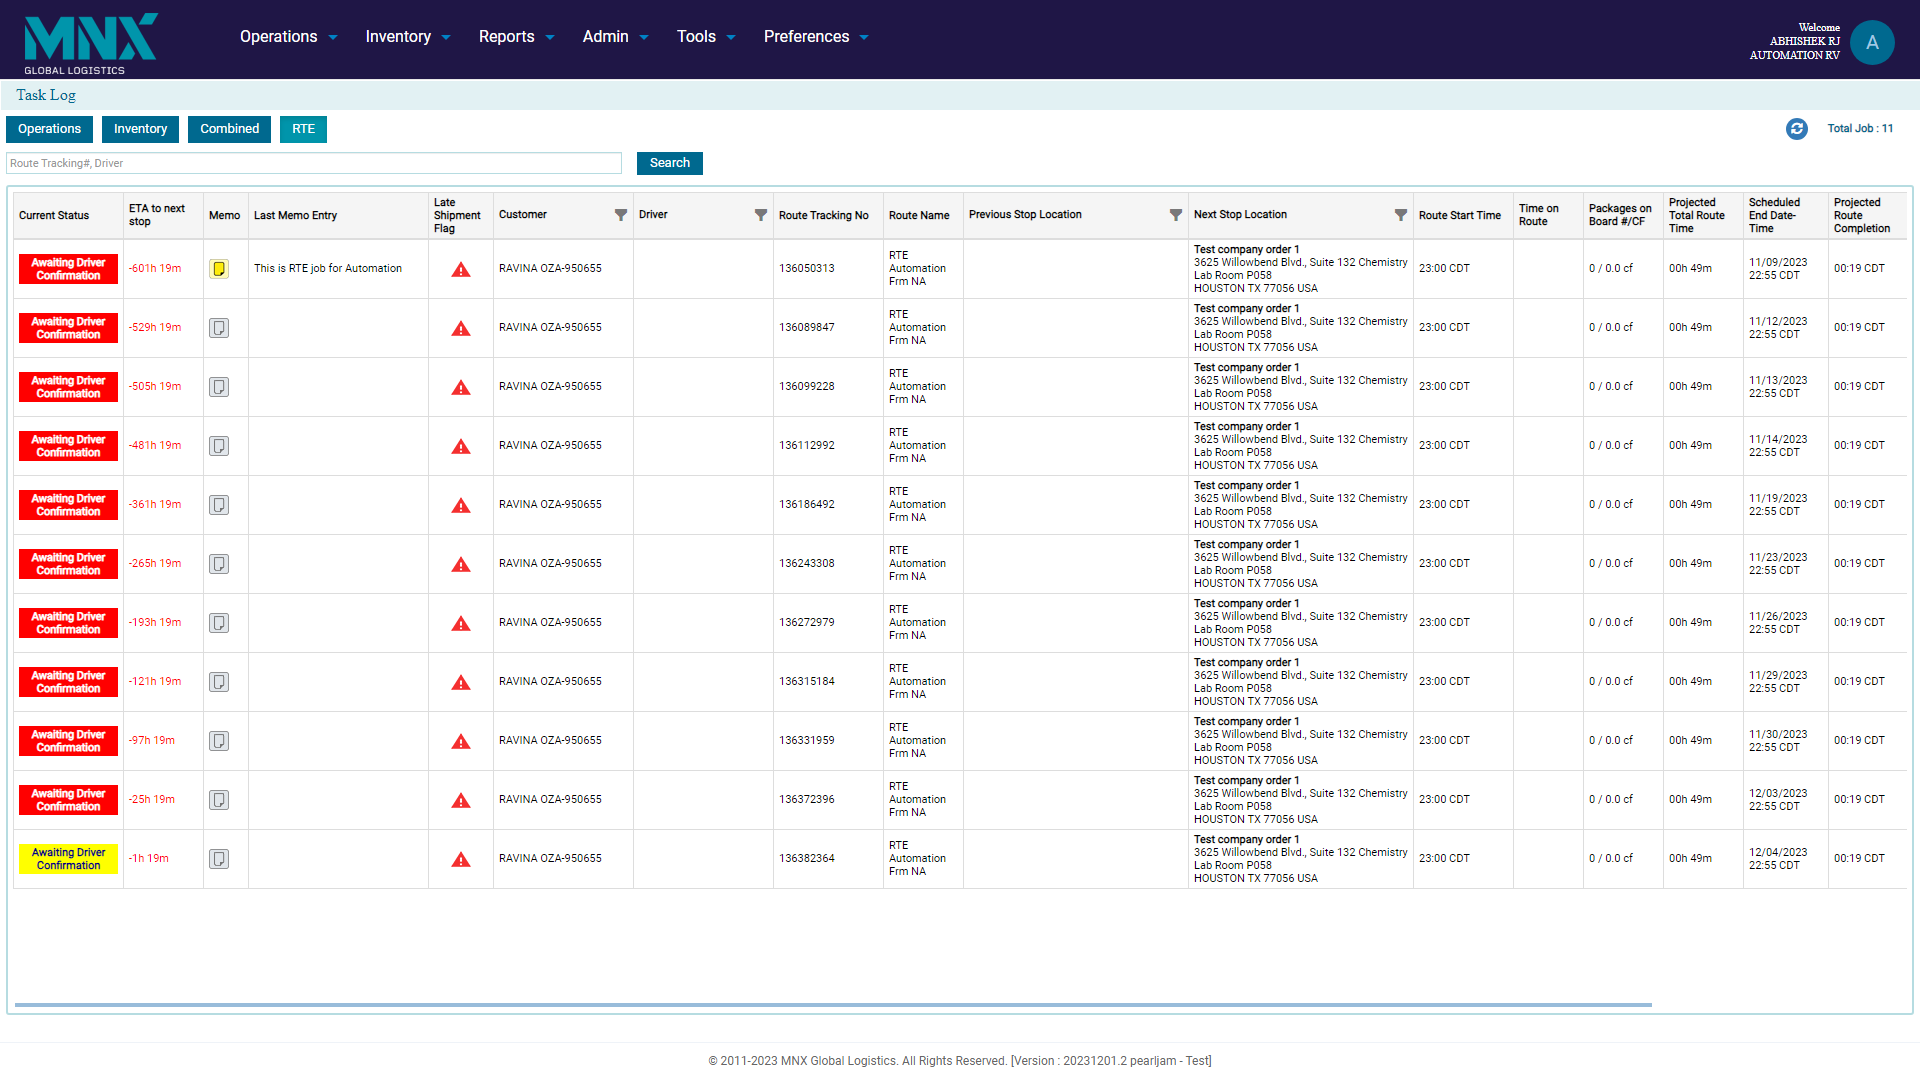 MNX
GLOBAL LOGISTICS
Operations Inventory Reports Admin Tools Preferences
Welcome
ABHISHEK RJ
AUTOMATION RV
A
Task Log
Operations Inventory Combined RTE
Total Job : 11
Route Tracking#, Driver Search
Current Status ETA to next stop Memo Last Memo Entry Late Shipment Flag Customer Driver Route Tracking No Route Name Previous Stop Location Next Stop Location Route Start Time Time on Route Packages on Board #/CF Projected Total Route Time Scheduled End Date-Time Projected Route Completion
Awaiting Driver Confirmation -601h 19m This is RTE job for Automation RAVINA OZA-950655 136050313 RTE Automation Frm NA Test company order 1 3625 Willowbend Blvd., Suite 132 Chemistry Lab Room P058 HOUSTON TX 77056 USA 23:00 CDT 0 / 0.0 cf 00h 49m 11/09/2023 22:55 CDT 00:19 CDT
Awaiting Driver Confirmation -529h 19m RAVINA OZA-950655 136089847 RTE Automation Frm NA Test company order 1 3625 Willowbend Blvd., Suite 132 Chemistry Lab Room P058 HOUSTON TX 77056 USA 23:00 CDT 0 / 0.0 cf 00h 49m 11/12/2023 22:55 CDT 00:19 CDT
Awaiting Driver Confirmation -505h 19m RAVINA OZA-950655 136099228 RTE Automation Frm NA Test company order 1 3625 Willowbend Blvd., Suite 132 Chemistry Lab Room P058 HOUSTON TX 77056 USA 23:00 CDT 0 / 0.0 cf 00h 49m 11/13/2023 22:55 CDT 00:19 CDT
Awaiting Driver Confirmation -481h 19m RAVINA OZA-950655 136112992 RTE Automation Frm NA Test company order 1 3625 Willowbend Blvd., Suite 132 Chemistry Lab Room P058 HOUSTON TX 77056 USA 23:00 CDT 0 / 0.0 cf 00h 49m 11/14/2023 22:55 CDT 00:19 CDT
Awaiting Driver Confirmation -361h 19m RAVINA OZA-950655 136186492 RTE Automation Frm NA Test company order 1 3625 Willowbend Blvd., Suite 132 Chemistry Lab Room P058 HOUSTON TX 77056 USA 23:00 CDT 0 / 0.0 cf 00h 49m 11/19/2023 22:55 CDT 00:19 CDT
Awaiting Driver Confirmation -265h 19m RAVINA OZA-950655 136243308 RTE Automation Frm NA Test company order 1 3625 Willowbend Blvd., Suite 132 Chemistry Lab Room P058 HOUSTON TX 77056 USA 23:00 CDT 0 / 0.0 cf 00h 49m 11/23/2023 22:55 CDT 00:19 CDT
Awaiting Driver Confirmation -193h 19m RAVINA OZA-950655 136272979 RTE Automation Frm NA Test company order 1 3625 Willowbend Blvd., Suite 132 Chemistry Lab Room P058 HOUSTON TX 77056 USA 23:00 CDT 0 / 0.0 cf 00h 49m 11/26/2023 22:55 CDT 00:19 CDT
Awaiting Driver Confirmation -121h 19m RAVINA OZA-950655 136315184 RTE Automation Frm NA Test company order 1 3625 Willowbend Blvd., Suite 132 Chemistry Lab Room P058 HOUSTON TX 77056 USA 23:00 CDT 0 / 0.0 cf 00h 49m 11/29/2023 22:55 CDT 00:19 CDT
Awaiting Driver Confirmation -97h 19m RAVINA OZA-950655 136331959 RTE Automation Frm NA Test company order 1 3625 Willowbend Blvd., Suite 132 Chemistry Lab Room P058 HOUSTON TX 77056 USA 23:00 CDT 0 / 0.0 cf 00h 49m 11/30/2023 22:55 CDT 00:19 CDT
Awaiting Driver Confirmation -25h 19m RAVINA OZA-950655 136372396 RTE Automation Frm NA Test company order 1 3625 Willowbend Blvd., Suite 132 Chemistry Lab Room P058 HOUSTON TX 77056 USA 23:00 CDT 0 / 0.0 cf 00h 49m 12/03/2023 22:55 CDT 00:19 CDT
Awaiting Driver Confirmation -1h 19m RAVINA OZA-950655 136382364 RTE Automation Frm NA Test company order 1 3625 Willowbend Blvd., Suite 132 Chemistry Lab Room P058 HOUSTON TX 77056 USA 23:00 CDT 0 / 0.0 cf 00h 49m 12/04/2023 22:55 CDT 00:19 CDT
© 2011-2023 MNX Global Logistics. All Rights Reserved. [Version : 20231201.2 pearljam - Test]